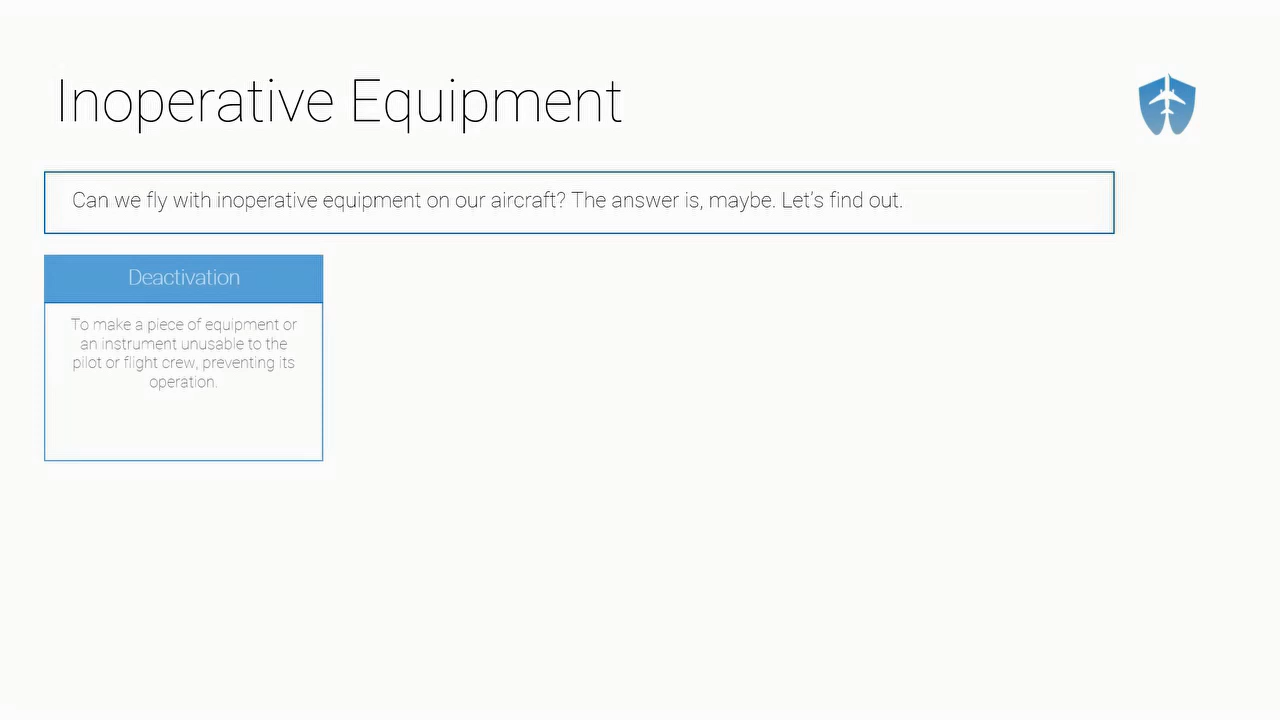 Inoperative Equipment
Can we fly with inoperative equipment on our aircraft? The answer is, maybe. Let's find out.
Deactivation
To make a piece of equipment or
an instrument unusable to the
pilot or flight crew, preventing its
operation.